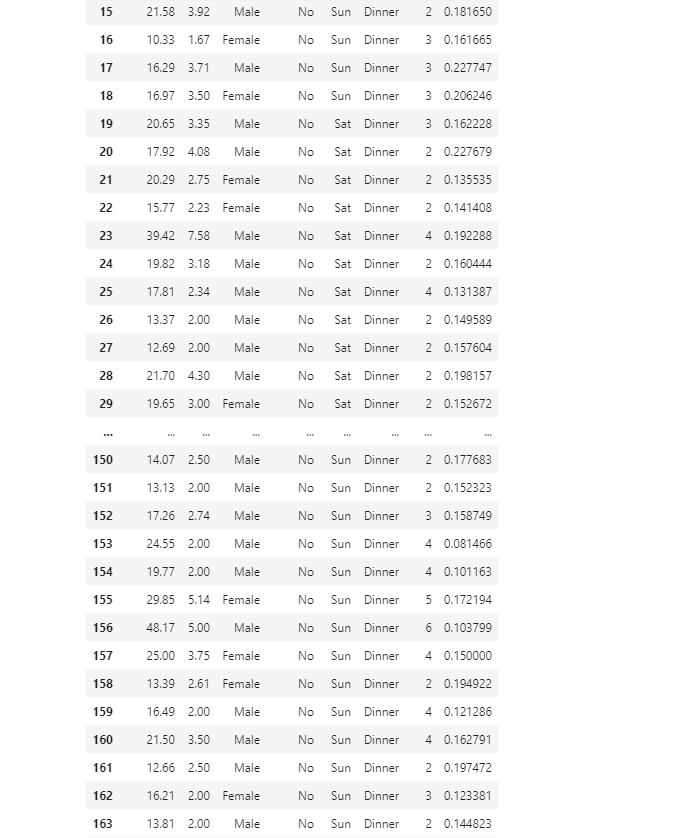 15 21.58 3.92 Male No Sun Dinner 2 0.181650
16 10.33 1.67 Female No Sun Dinner 3 0.161665
17 16.29 3.71 Male No Sun Dinner 3 0.227747
18 16.97 3.50 Female No Sun Dinner 3 0.206246
19 20.65 3.35 Male No Sat Dinner 3 0.162228
20 17.92 4.08 Male No Sat Dinner 2 0.227679
21 20.29 2.75 Female No Sat Dinner 2 0.135535
22 15.77 2.23 Female No Sat Dinner 2 0.141408
23 39.42 7.58 Male No Sat Dinner 4 0.192288
24 19.82 3.18 Male No Sat Dinner 2 0.160444
25 17.81 2.34 Male No Sat Dinner 4 0.131387
26 13.37 2.00 Male No Sat Dinner 2 0.149589
27 12.69 2.00 Male No Sat Dinner 2 0.157604
28 21.70 4.30 Male No Sat Dinner 2 0.198157
29 19.65 3.00 Female No Sat Dinner 2 0.152672
... ... ... ... ... ... ... ... ...
150 14.07 2.50 Male No Sun Dinner 2 0.177683
151 13.13 2.00 Male No Sun Dinner 2 0.152323
152 17.26 2.74 Male No Sun Dinner 3 0.158749
153 24.55 2.00 Male No Sun Dinner 4 0.081466
154 19.77 2.00 Male No Sun Dinner 4 0.101163
155 29.85 5.14 Female No Sun Dinner 5 0.172194
156 48.17 5.00 Male No Sun Dinner 6 0.103799
157 25.00 3.75 Female No Sun Dinner 4 0.150000
158 13.39 2.61 Female No Sun Dinner 2 0.194922
159 16.49 2.00 Male No Sun Dinner 4 0.121286
160 21.50 3.50 Male No Sun Dinner 4 0.162791
161 12.66 2.50 Male No Sun Dinner 2 0.197472
162 16.21 2.00 Female No Sun Dinner 3 0.123381
163 13.81 2.00 Male No Sun Dinner 2 0.144823